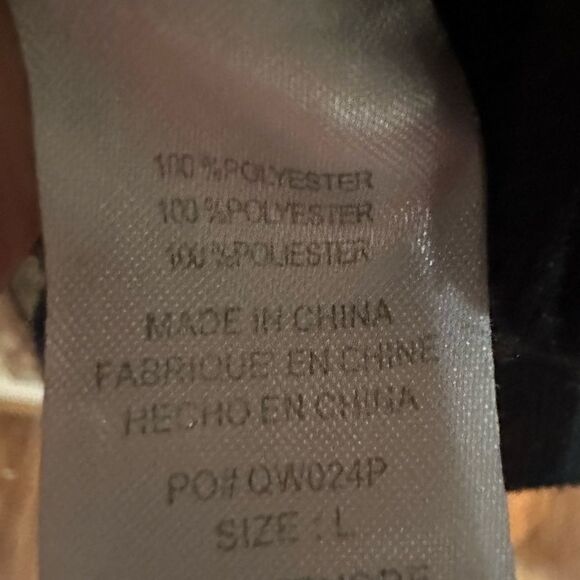 100 %POLYESTER
100 %POLYESTER
100 %POLIESTER
MADE IN CHINA
FABRIQUE' EN CHINE
HECHO EN CHINA
PO# QW024P
SIZE : L